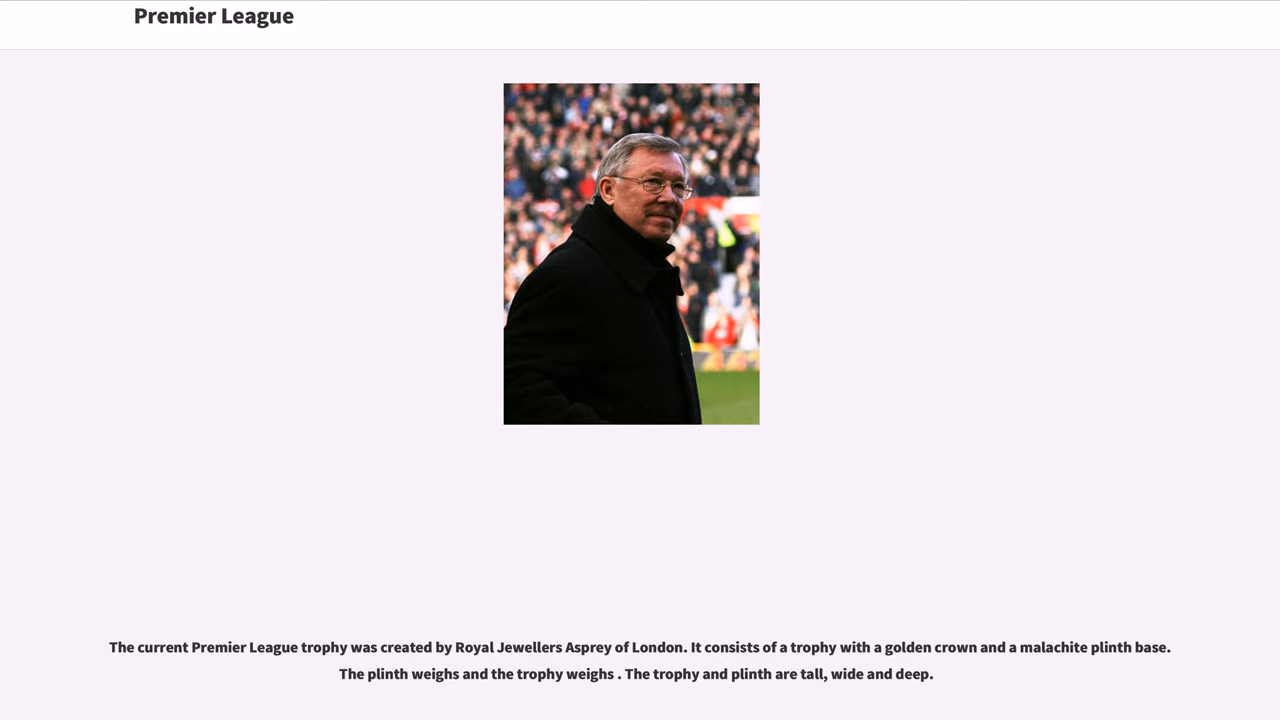 Premier League
The current Premier League trophy was created by Royal Jewellers Asprey of London. It consists of a trophy with a golden crown and a malachite plinth base.
The plinth weighs and the trophy weighs . The trophy and plinth are tall, wide and deep.